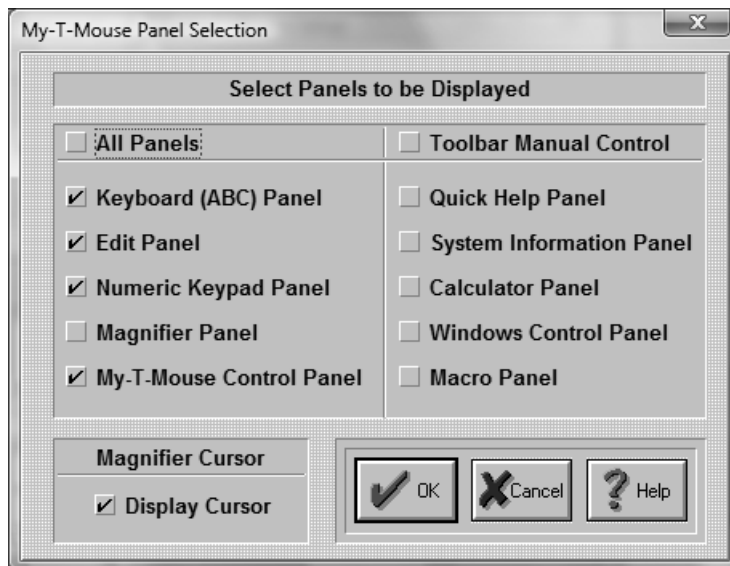 My-T-Mouse Panel Selection
Select Panels to be Displayed
All Panels
Toolbar Manual Control
Keyboard (ABC) Panel
Quick Help Panel
Edit Panel
System Information Panel
Numeric Keypad Panel
Calculator Panel
Magnifier Panel
Windows Control Panel
My-T-Mouse Control Panel
Macro Panel
Magnifier Cursor
Display Cursor
OK
Cancel
Help